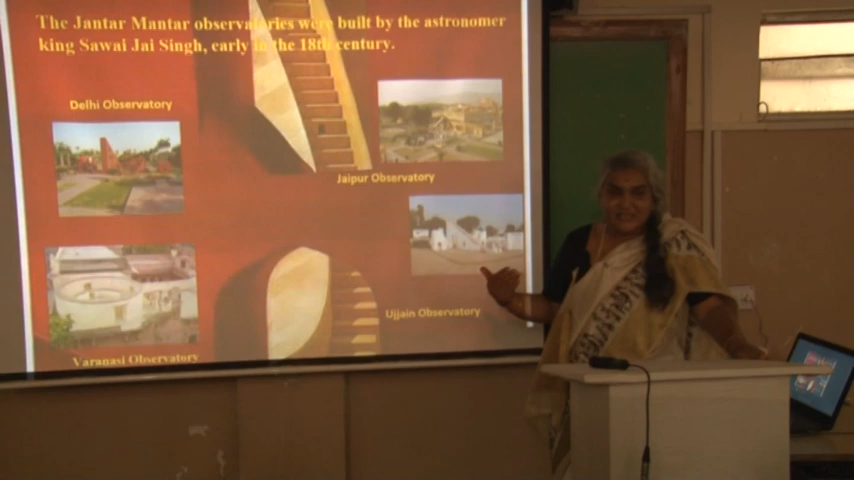 The Jantar Mantar observatories were built by the astronomer
king Sawai Jai Singh, early in the 18th century.
Delhi Observatory
Jaipur Observatory
Ujjain Observatory
Varanasi Observatory